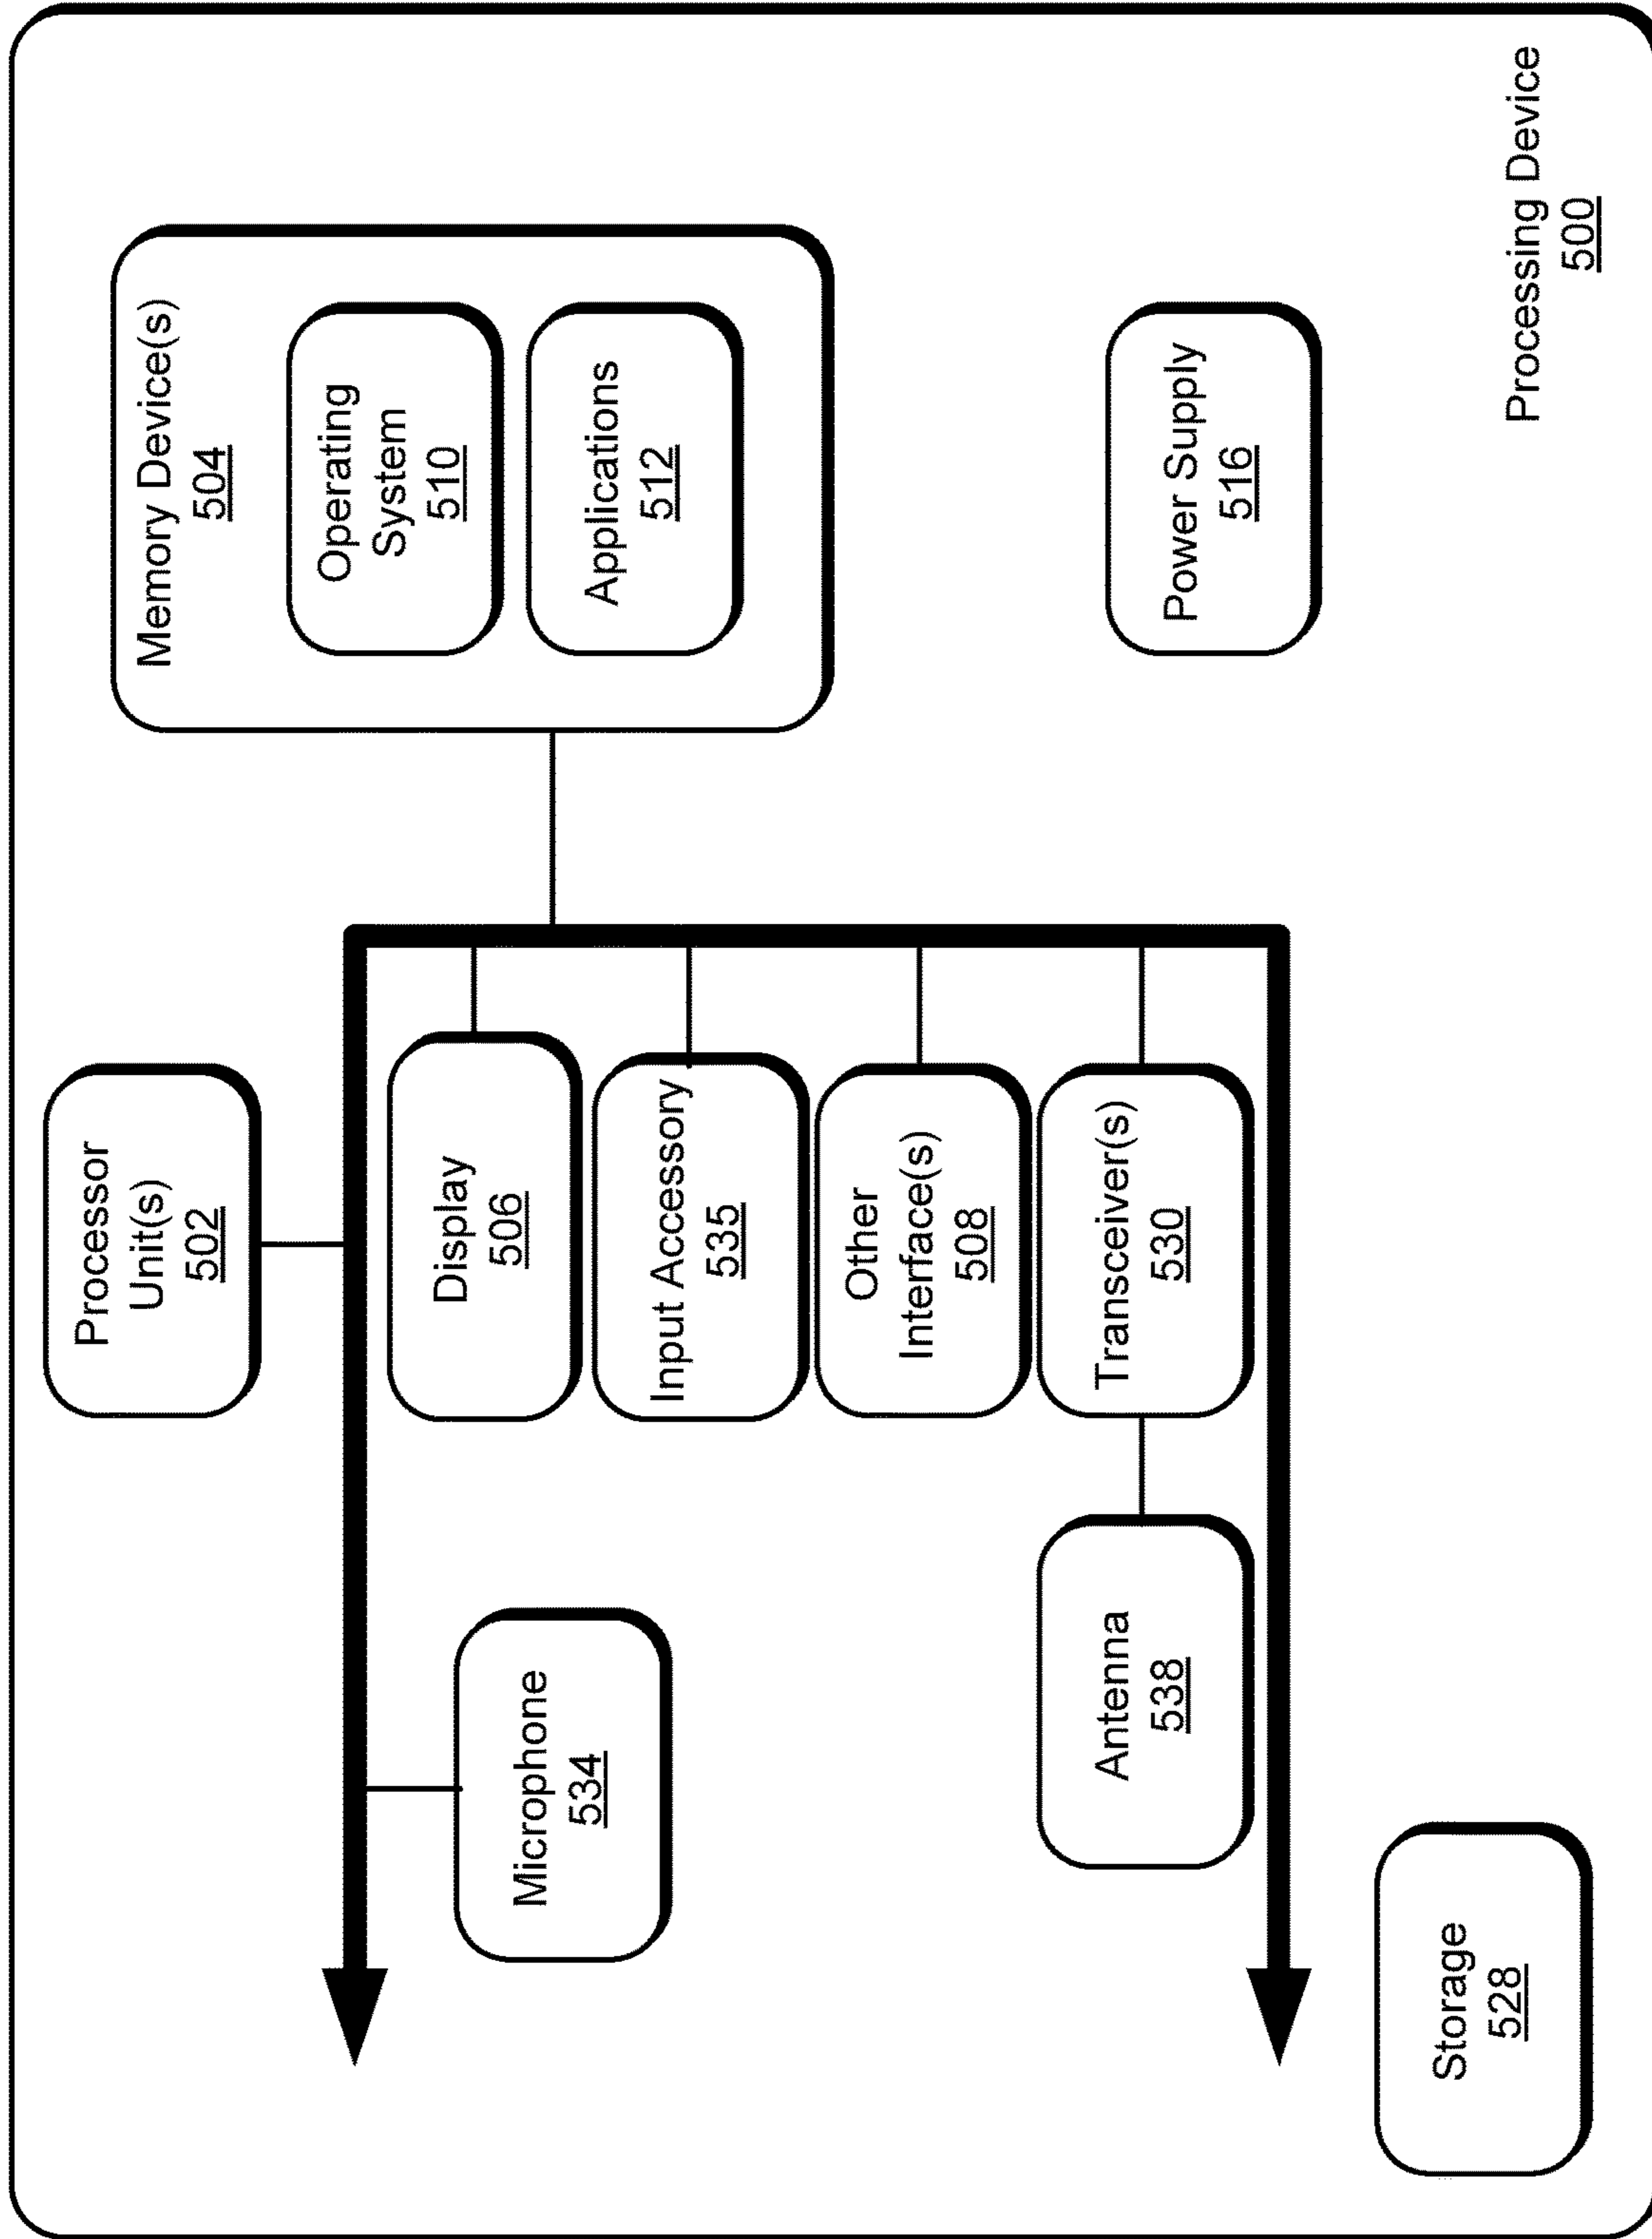 Processor
Unit(s)
502
Memory Device(s)
504
Operating
System
510
Applications
512
Microphone
534
Display
506
Input Accessory
535
Other
Interface(s)
508
Antenna
538
Transceiver(s)
530
Power Supply
516
Storage
528
Processing Device
500